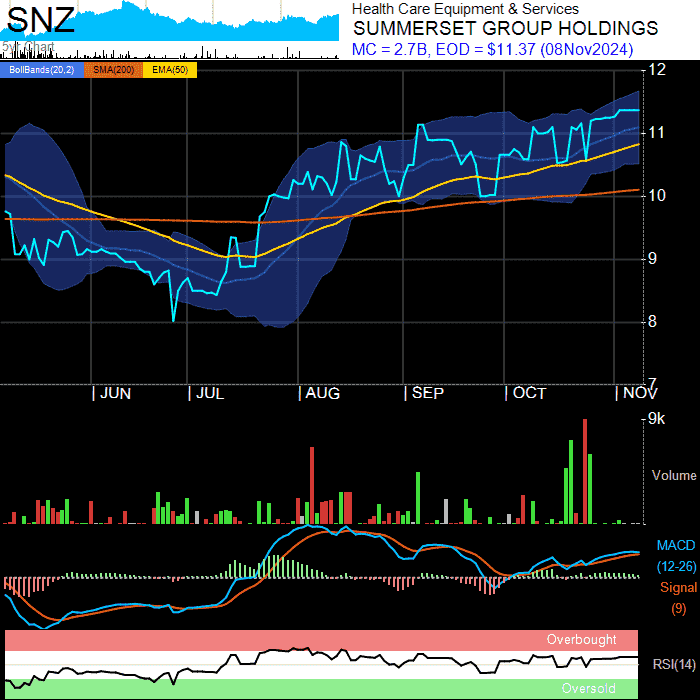 SNZ
5yr Chart
Health Care Equipment & Services
SUMMERSET GROUP HOLDINGS
MC = 2.7B, EOD = $11.37 (08Nov2024)
BollBands(20,2) SMA(200) EMA(50)
12
11
10
9
8
7
JUN JUL AUG SEP OCT NOV
9k
Volume
MACD
(12-26)
Signal
(9)
Overbought
RSI(14)
Oversold